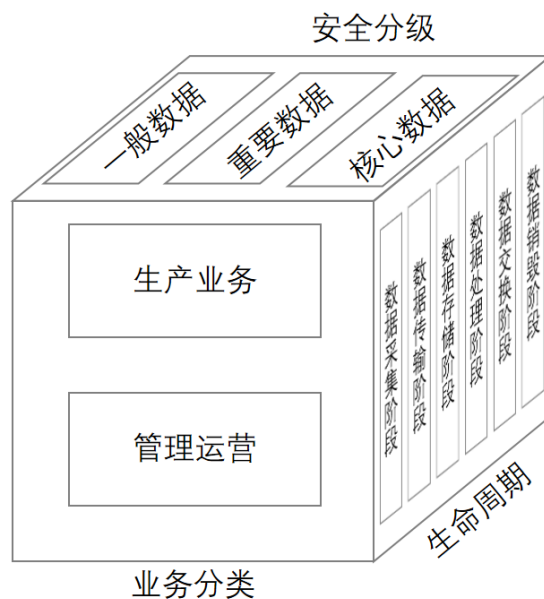 安全分级
一般数据
重要数据
核心数据
生产业务
管理运营
数据采集阶段
数据传输阶段
数据存储阶段
数据处理阶段
数据交换阶段
数据销毁阶段
生命周期
业务分类